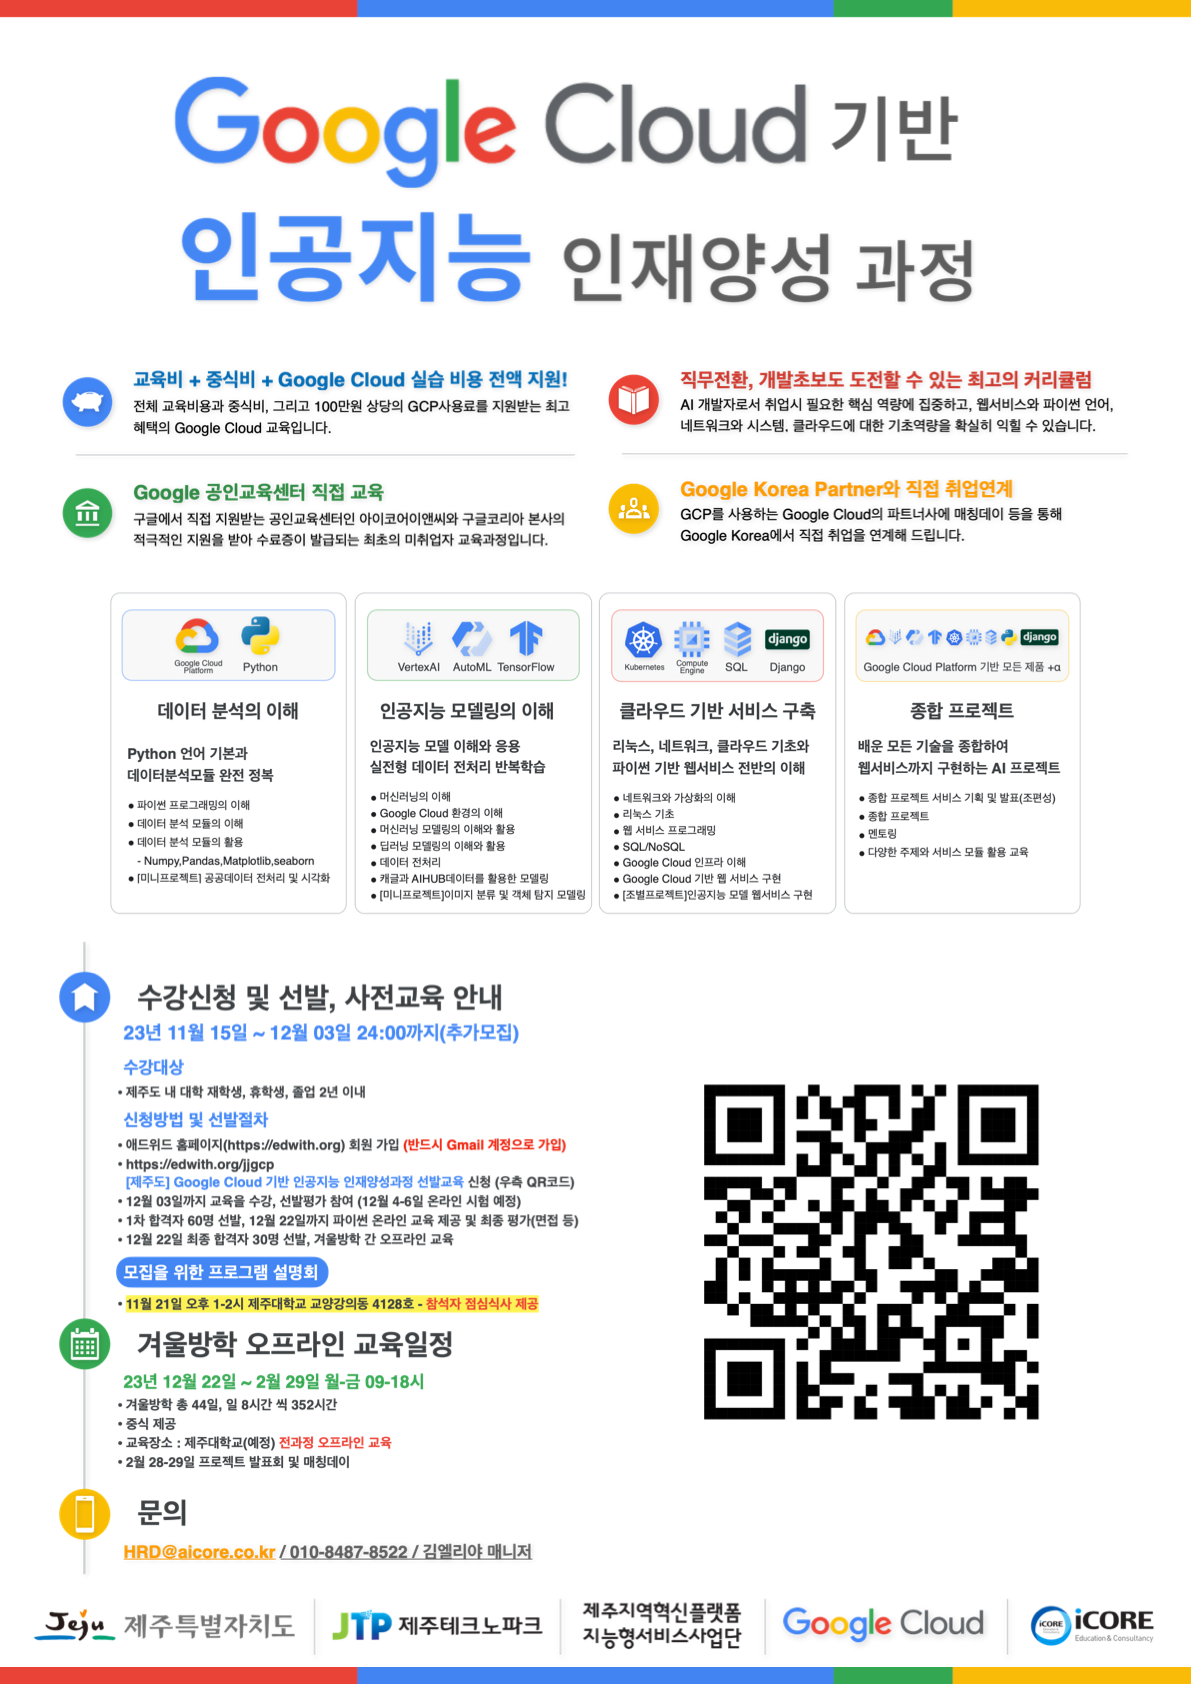 Google Cloud 기반
인공지능 인재양성 과정
교육비 + 중식비 + Google Cloud 실습 비용 전액 지원!
전체 교육비용과 중식비, 그리고 100만원 상당의 GCP사용료를 지원받는 최고
혜택의 Google Cloud 교육입니다.
직무전환, 개발초보도 도전할 수 있는 최고의 커리큘럼
AI 개발자로서 취업시 필요한 핵심 역량에 집중하고, 웹서비스와 파이썬 언어,
네트워크와 시스템, 클라우드에 대한 기초역량을 확실히 익힐 수 있습니다.
Google 공인교육센터 직접 교육
구글에서 직접 지원받는 공인교육센터인 아이코어이앤씨와 구글코리아 본사의
적극적인 지원을 받아 수료증이 발급되는 최초의 미취업자 교육과정입니다.
Google Korea Partner와 직접 취업연계
GCP를 사용하는 Google Cloud의 파트너사에 매칭데이 등을 통해
Google Korea에서 직접 취업을 연계해 드립니다.
Google Cloud
Platform
Python
데이터 분석의 이해
Python 언어 기본과
데이터분석모듈 완전 정복
● 파이썬 프로그래밍의 이해
● 데이터 분석 모듈의 이해
● 데이터 분석 모듈의 활용
- Numpy,Pandas,Matplotlib,seaborn
● [미니프로젝트] 공공데이터 전처리 및 시각화
VertexAI AutoML TensorFlow
인공지능 모델링의 이해
인공지능 모델 이해와 응용
실전형 데이터 전처리 반복학습
● 머신러닝의 이해
● Google Cloud 환경의 이해
● 머신러닝 모델링의 이해와 활용
● 딥러닝 모델링의 이해와 활용
● 데이터 전처리
● 캐글과 AIHUB데이터를 활용한 모델링
● [미니프로젝트]이미지 분류 및 객체 탐지 모델링
django
Kubernetes
Compute
Engine
SQL
Django
클라우드 기반 서비스 구축
리눅스, 네트워크, 클라우드 기초와
파이썬 기반 웹서비스 전반의 이해
● 네트워크와 가상화의 이해
● 리눅스 기초
● 웹 서비스 프로그래밍
● SQL/NoSQL
● Google Cloud 인프라 이해
● Google Cloud 기반 웹 서비스 구현
● [조별프로젝트]인공지능 모델 웹서비스 구현
django
Google Cloud Platform 기반 모든 제품 +α
종합 프로젝트
배운 모든 기술을 종합하여
웹서비스까지 구현하는 AI 프로젝트
● 종합 프로젝트 서비스 기획 및 발표(조편성)
● 종합 프로젝트
● 멘토링
● 다양한 주제와 서비스 모듈 활용 교육
수강신청 및 선발, 사전교육 안내
23년 11월 15일 ~ 12월 03일 24:00까지(추가모집)
수강대상
• 제주도 내 대학 재학생, 휴학생, 졸업 2년 이내
신청방법 및 선발절차
• 애드위드 홈페이지(https://edwith.org) 회원 가입 (반드시 Gmail 계정으로 가입)
• https://edwith.org/jjgcp
[제주도] Google Cloud 기반 인공지능 인재양성과정 선발교육 신청 (우측 QR코드)
• 12월 03일까지 교육을 수강, 선발평가 참여 (12월 4-6일 온라인 시험 예정)
• 1차 합격자 60명 선발, 12월 22일까지 파이썬 온라인 교육 제공 및 최종 평가(면접 등)
• 12월 22일 최종 합격자 30명 선발, 겨울방학 간 오프라인 교육
모집을 위한 프로그램 설명회
• 11월 21일 오후 1-2시 제주대학교 교양강의동 4128호 - 참석자 점심식사 제공
겨울방학 오프라인 교육일정
23년 12월 22일 ~ 2월 29일 월-금 09-18시
• 겨울방학 총 44일, 일 8시간 씩 352시간
• 중식 제공
• 교육장소 : 제주대학교(예정) 전과정 오프라인 교육
• 2월 28-29일 프로젝트 발표회 및 매칭데이
문의
HRD@aicore.co.kr / 010-8487-8522 / 김엘리야 매니저
Jeju 제주특별자치도
JTP 제주테크노파크
제주지역혁신플랫폼
지능형서비스사업단
Google Cloud
iCORE
iCORE
Education & Consultancy